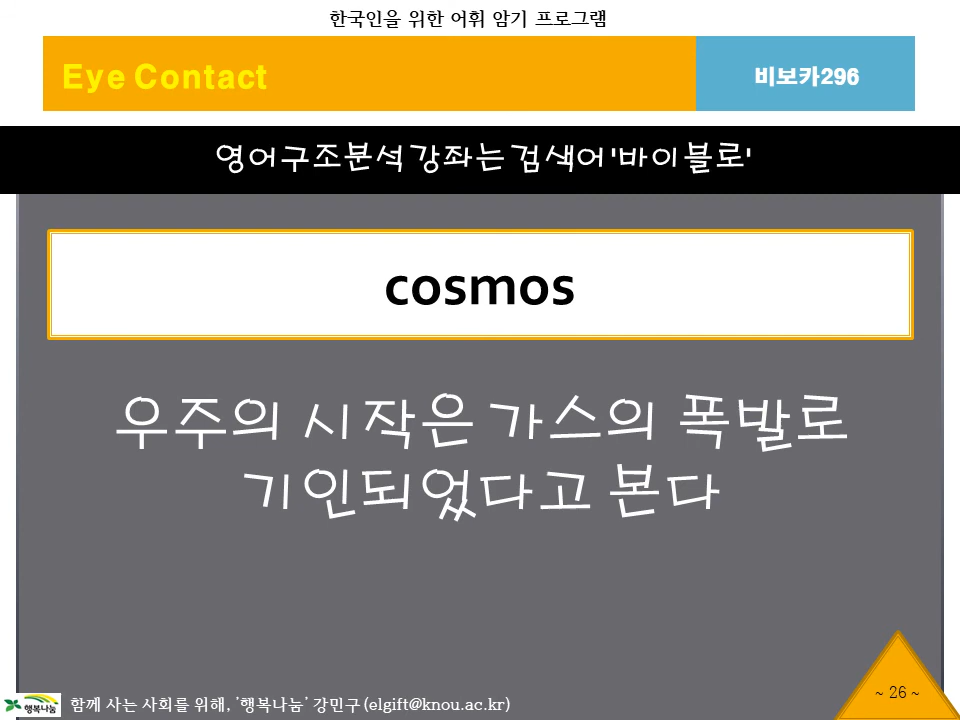 한국인을 위한 어휘 암기 프로그램
Eye Contact
비보카296
영어구조분석 강좌는 검색어 '바이블로'
cosmos
우주의 시작은 가스의 폭발로
기인되었다고 본다
~ 26 ~
행복나눔
함께 사는 사회를 위해, '행복나눔' 강민구 (elgift@knou.ac.kr)